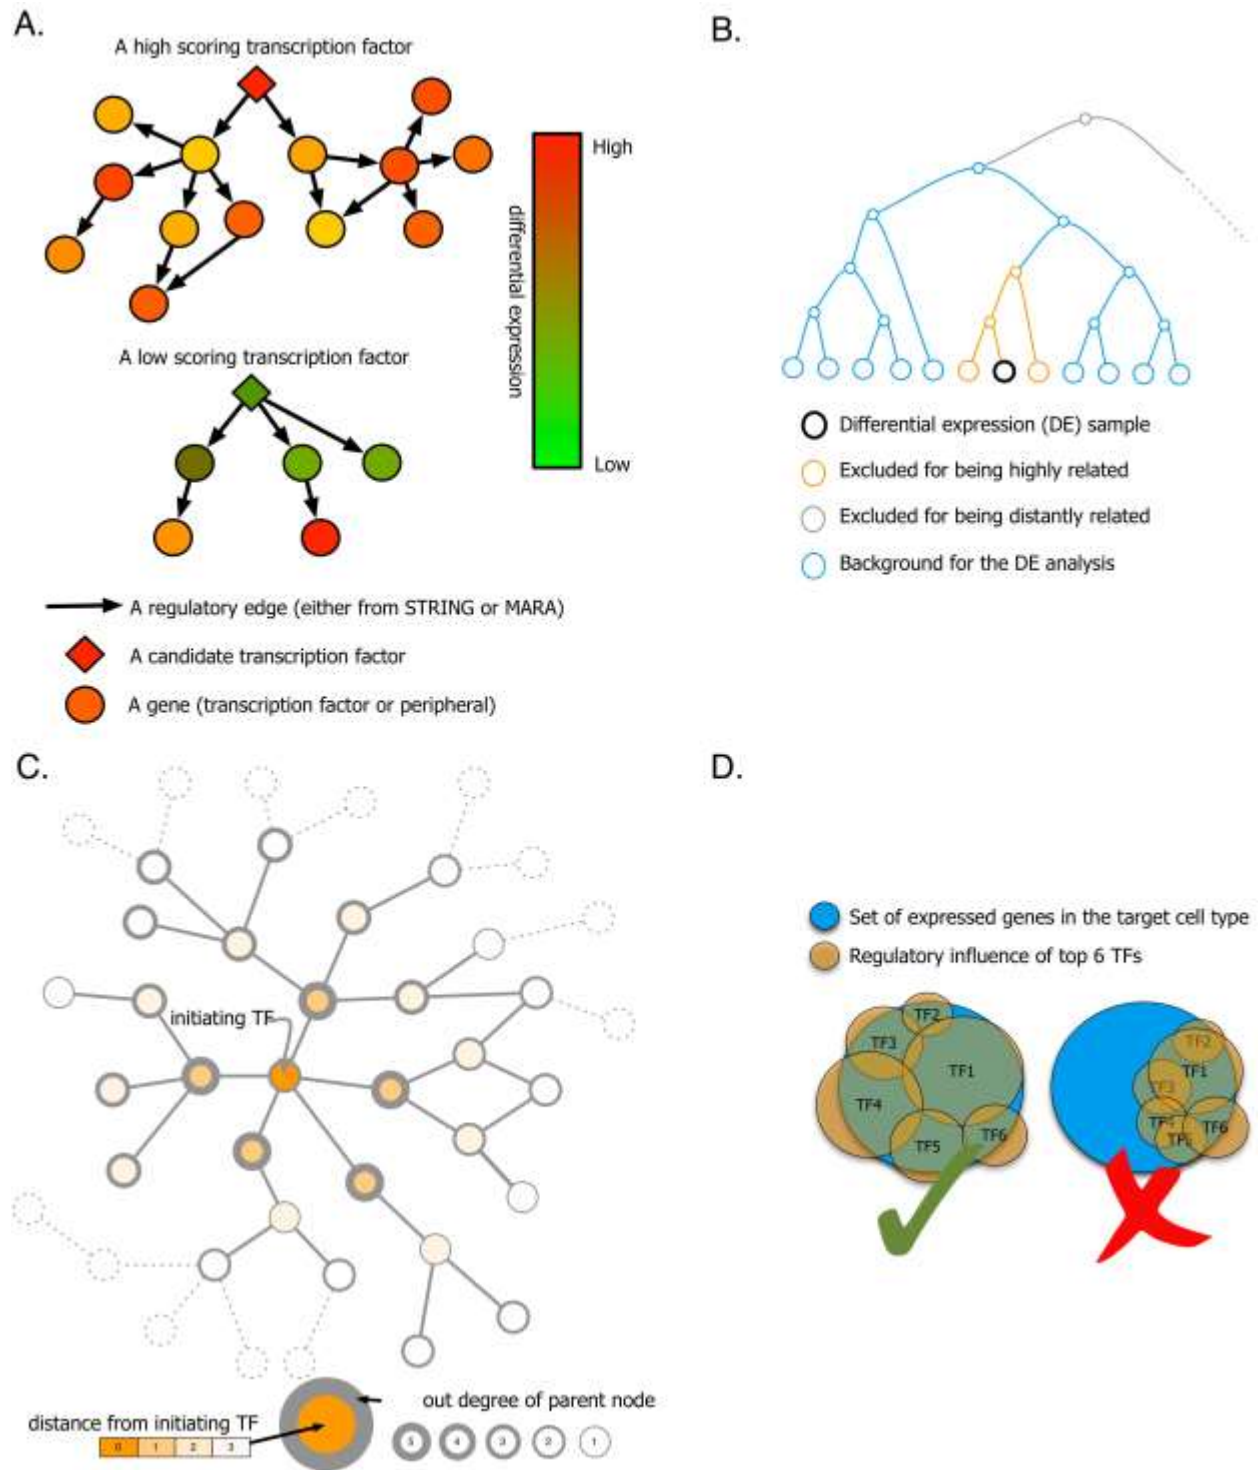 A.
A high scoring transcription factor
High
differential expression
Low
A low scoring transcription factor
A regulatory edge (either from STRING or MARA)
A candidate transcription factor
A gene (transcription factor or peripheral)
B.
Differential expression (DE) sample
Excluded for being highly related
Excluded for being distantly related
Background for the DE analysis
C.
initiating TF
distance from initiating TF
0 1 2 3
out degree of parent node
5 4 3 2 1
D.
Set of expressed genes in the target cell type
Regulatory influence of top 6 TFs
TF2
TF3
TF1
TF4
TF5
TF6
TF2
TF1
TF3
TF6